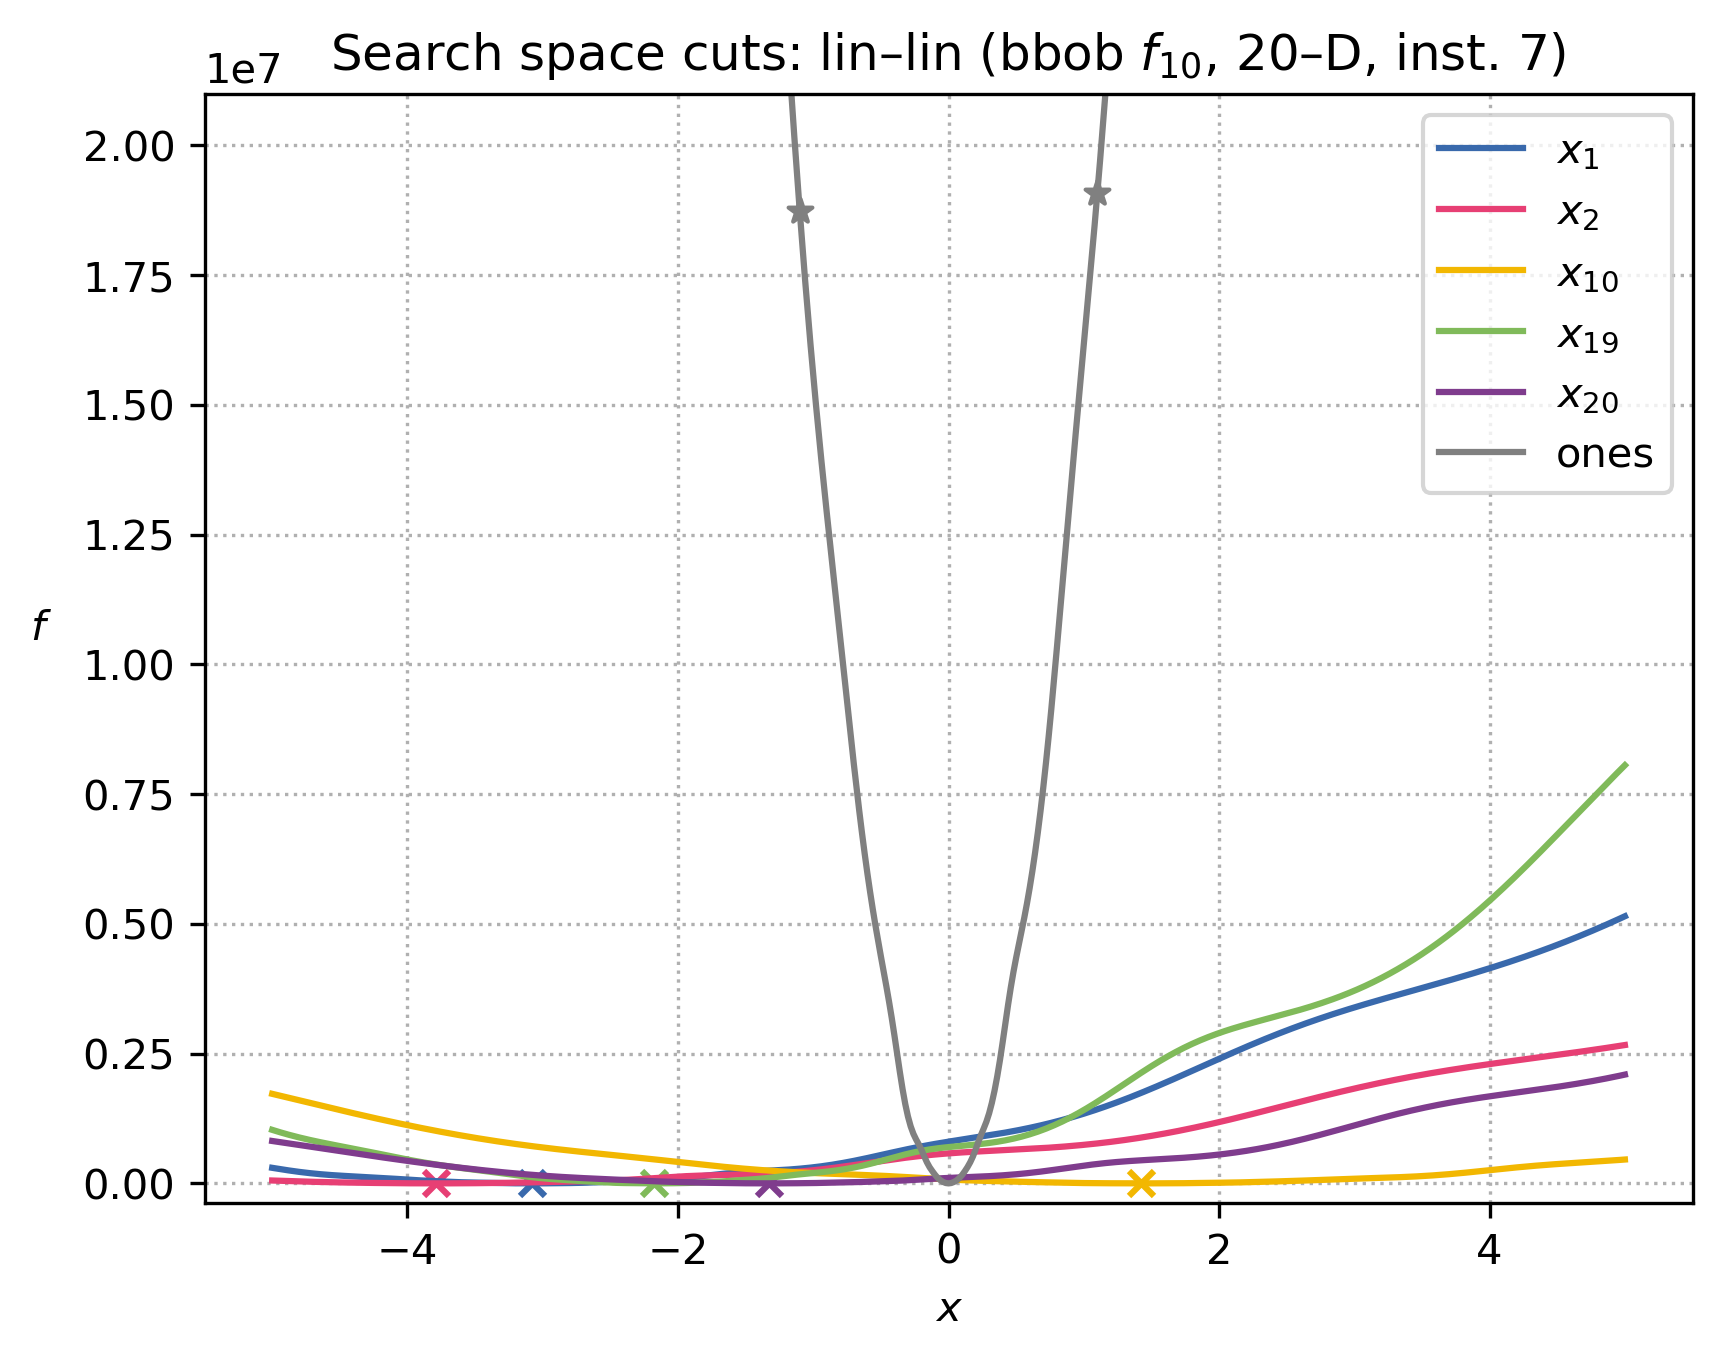 1e7
Search space cuts: lin–lin (bbob f10, 20–D, inst. 7)
2.00
1.75
1.50
1.25
1.00
0.75
0.50
0.25
0.00
f
x1
x2
x10
x19
x20
ones
−4 −2 0 2 4
x